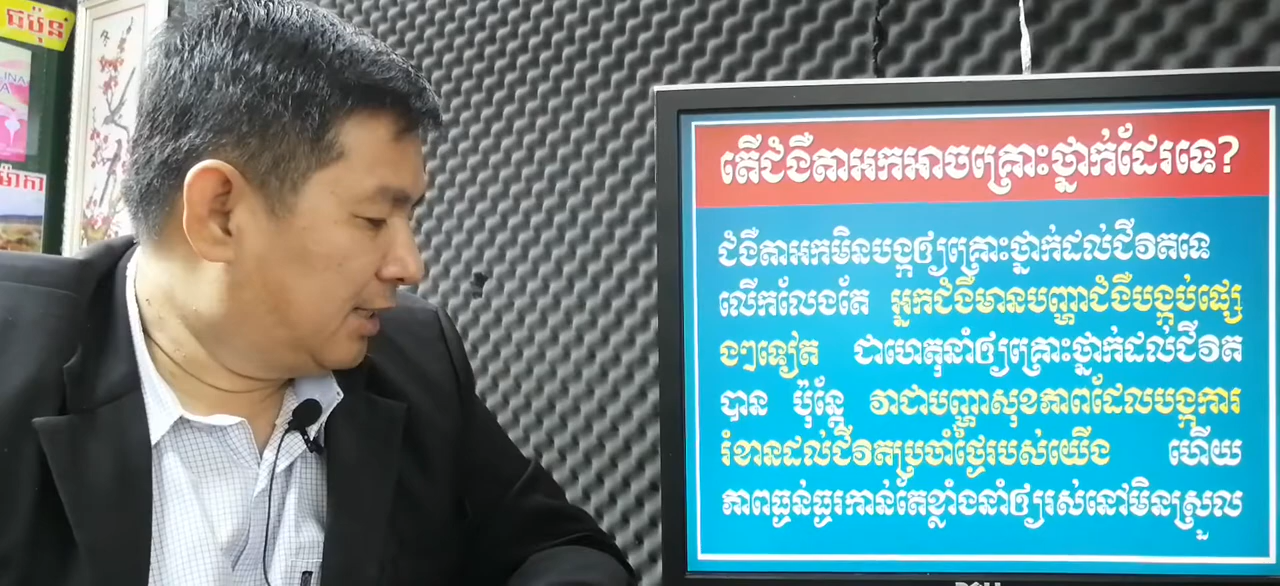 ជប៉ុន
តើជំងឺតាអកអាចគ្រោះថ្នាក់ដែរទេ?
ជំងឺតាអកមិនបង្កឲ្យគ្រោះថ្នាក់ដល់ជីវិតទេ
លើកលែងតែ អ្នកជំងឺមានបញ្ហាជំងឺបង្កប់ផ្សេ
ងៗទៀត ជាហេតុនាំឲ្យគ្រោះថ្នាក់ដល់ជីវិត
បាន ប៉ុន្តែ វាជាបញ្ហាសុខភាពដែលបង្កការ
រំខានដល់ជីវិតប្រចាំថ្ងៃរបស់យើង ហើយ
ភាពធ្ងន់ធ្ងរកាន់តែខ្លាំងនាំឲ្យរស់នៅមិនស្រួល